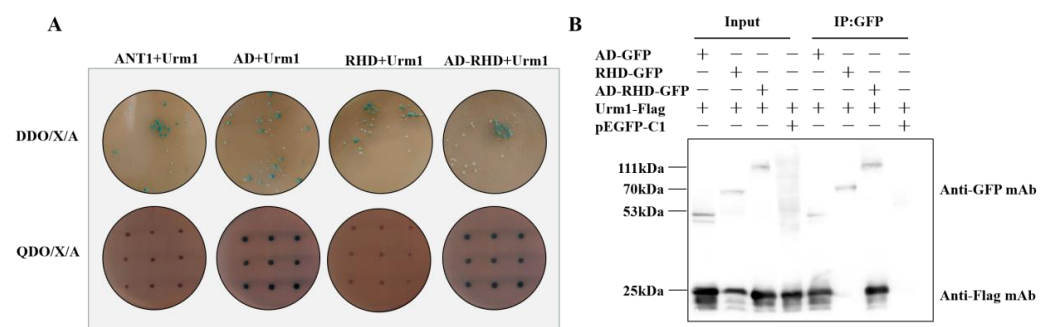 A
ANT1+Urm1 AD+Urm1 RHD+Urm1 AD-RHD+Urm1
DDO/X/A
QDO/X/A
B
Input IP:GFP
AD-GFP + − − − + − − −
RHD-GFP − + − − − + − −
AD-RHD-GFP − − + − − − + −
Urm1-Flag + + + + + + + +
pEGFP-C1 − − − + − − − +
111kDa
70kDa
53kDa
25kDa
Anti-GFP mAb
Anti-Flag mAb